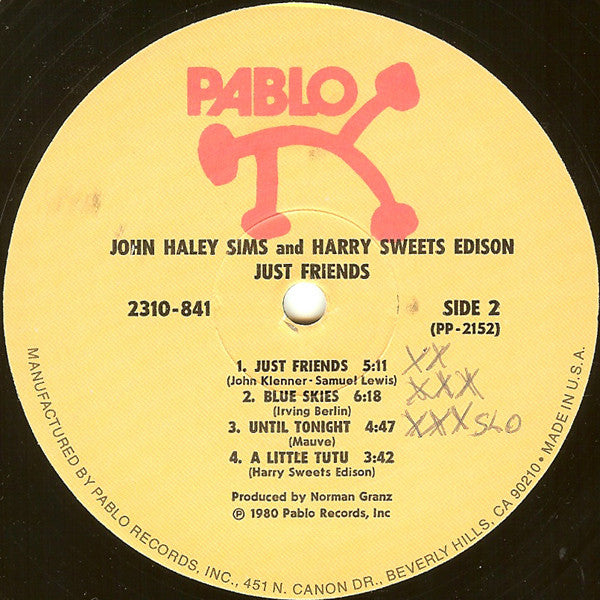 PABLO
JOHN HALEY SIMS and HARRY SWEETS EDISON
JUST FRIENDS
2310-841
SIDE 2
(PP-2152)
1. JUST FRIENDS 5:11 XX
(John Klenner-Samuel Lewis)
2. BLUE SKIES 6:18 XXX
(Irving Berlin)
3. UNTIL TONIGHT 4:47 XXX SLO
(Mauve)
4. A LITTLE TUTU 3:42
(Harry Sweets Edison)
Produced by Norman Granz
℗ 1980 Pablo Records, Inc
MANUFACTURED BY PABLO RECORDS, INC., 451 N. CANON DR., BEVERLY HILLS, CA 90210 • MADE IN U.S.A.